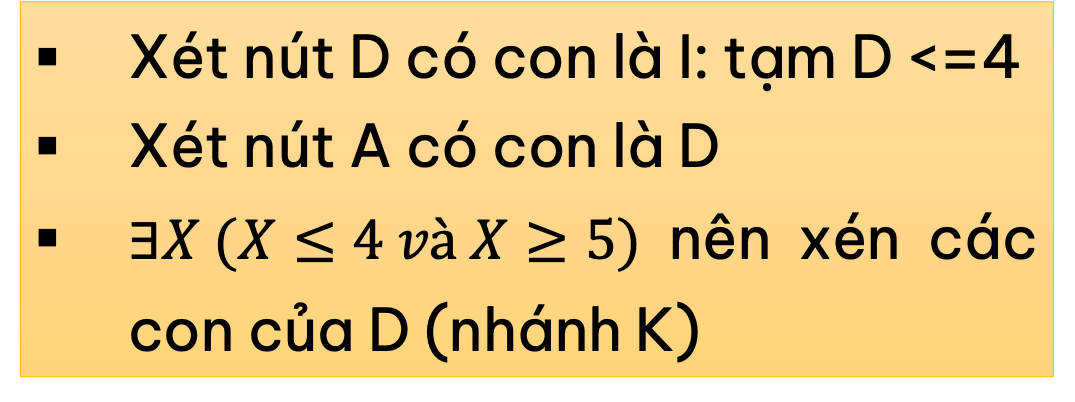 ▪ Xét nút D có con là I: tạm D <=4
▪ Xét nút A có con là D
▪ ∃X (X ≤ 4 và X ≥ 5) nên xén các
con của D (nhánh K)